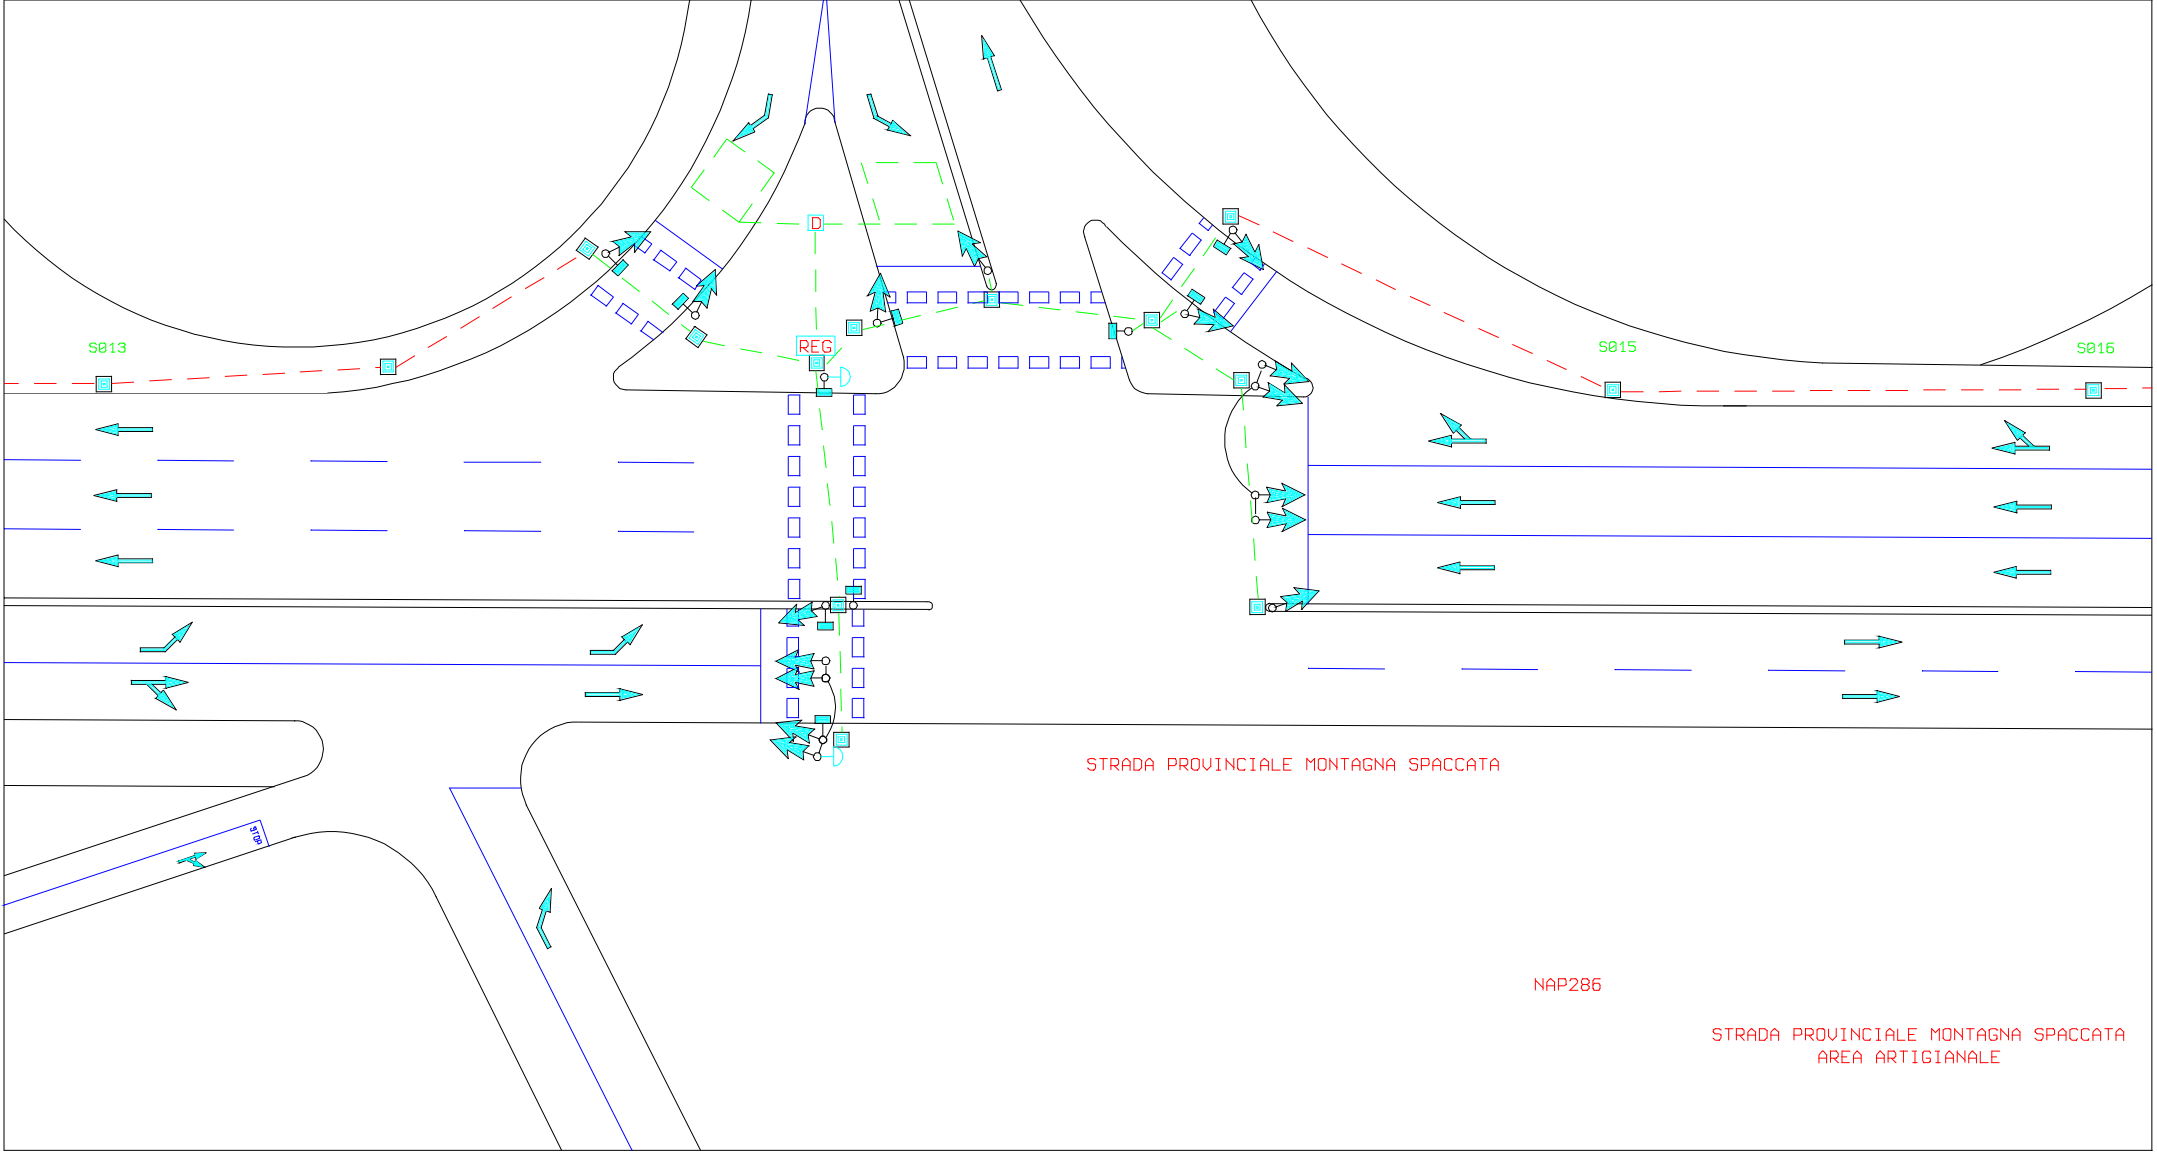 D
REG
S013
S015
S016
STRADA PROVINCIALE MONTAGNA SPACCATA
STOP
NAP286
STRADA PROVINCIALE MONTAGNA SPACCATA
AREA ARTIGIANALE